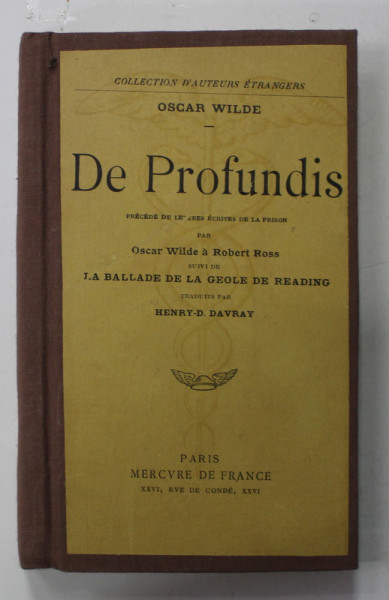 COLLECTION D'AUTEURS ÉTRANGERS
OSCAR WILDE
De Profundis
PRÉCÉDÉ DE LETTRES ÉCRITES DE LA PRISON
PAR
Oscar Wilde à Robert Ross
SUIVI DE
LA BALLADE DE LA GEOLE DE READING
TRADUITS PAR
HENRY-D. DAVRAY
PARIS
MERCVRE DE FRANCE
XXVI, RVE DE CONDÉ, XXVI